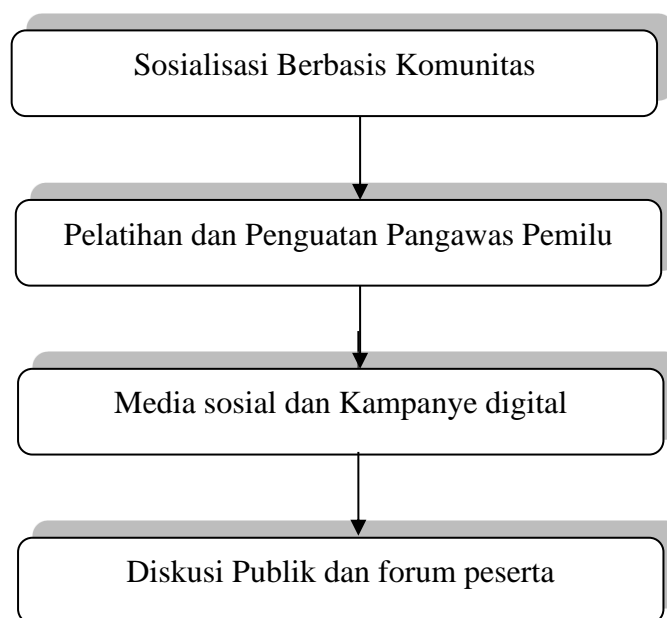 Sosialisasi Berbasis Komunitas
Pelatihan dan Penguatan Pangawas Pemilu
Media sosial dan Kampanye digital
Diskusi Publik dan forum peserta